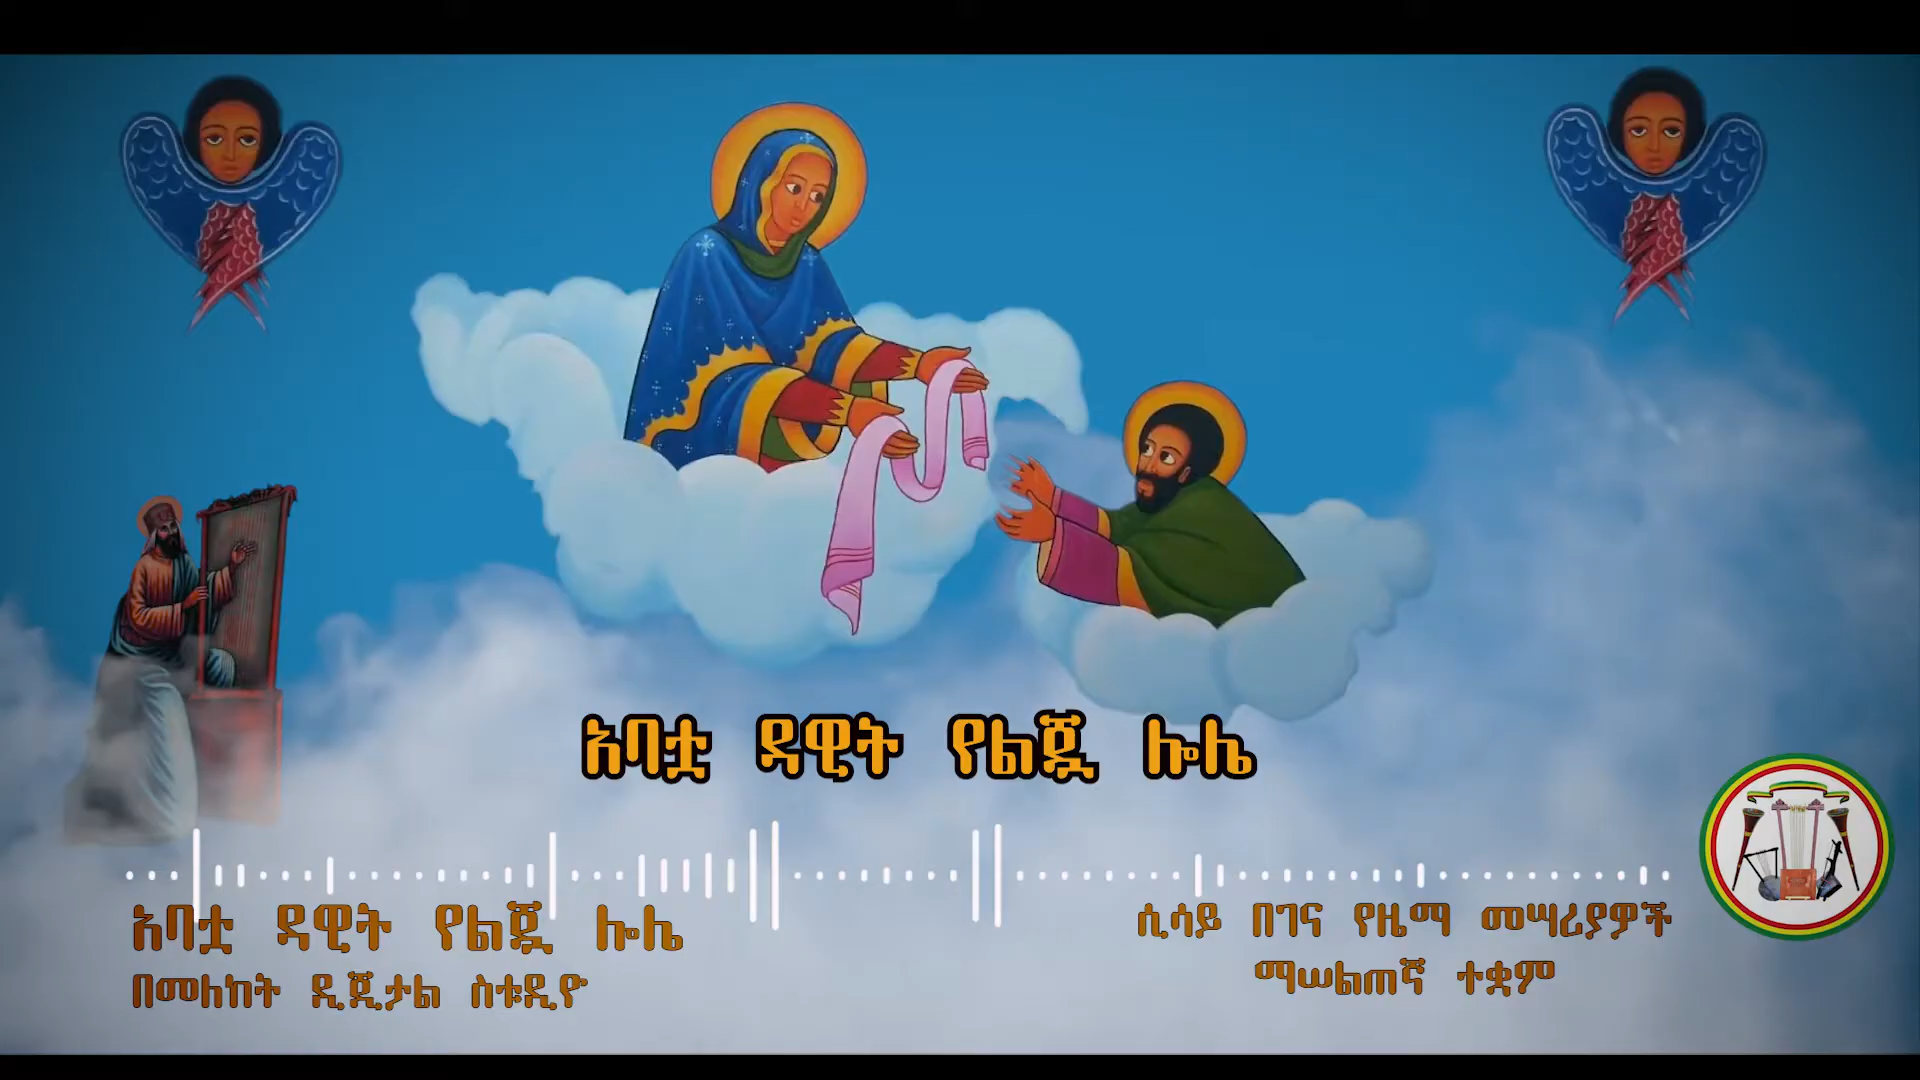 አባቷ ዳዊት የልጇ ሎሌ
አባቷ ዳዊት የልጇ ሎሌ
በመለከት ዲጂታል ስቱዲዮ
ሲሳይ በገና የዜማ መሣሪያዎች
ማሠልጠኛ ተቋም